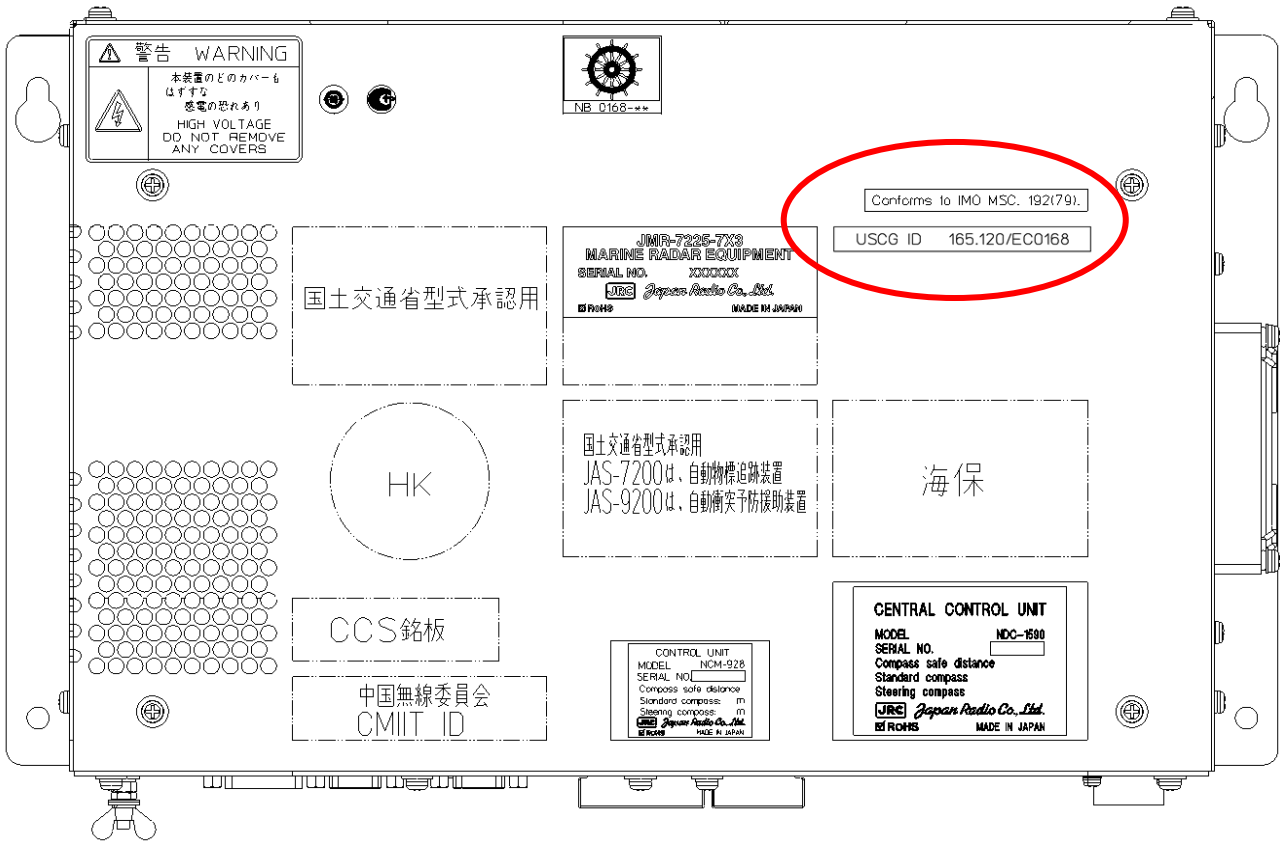 警告 WARNING
本装置のどのカバーも
はずすな
感電の恐れあり
HIGH VOLTAGE
DO NOT REMOVE
ANY COVERS
NB 0168-**
Conforms to IMO MSC. 192(79).
USCG ID 165.120/EC0168
国土交通省型式承認用
JMR-7225-7X3
MARINE RADAR EQUIPMENT
SERIAL NO. XXXXXX
JRC Japan Radio Co., Ltd.
RoHS MADE IN JAPAN
HK
国土交通省型式承認用
JAS-7200は、自動物標追跡装置
JAS-9200は、自動衝突予防援助装置
海保
CCS銘板
中国無線委員会
CMIIT ID
CONTROL UNIT
MODEL NCM-928
SERIAL NO.
Compass safe distance
Standard compass: m
Steering compass: m
JRC Japan Radio Co., Ltd.
RoHS MADE IN JAPAN
CENTRAL CONTROL UNIT
MODEL NDC-1590
SERIAL NO.
Compass safe distance
Standard compass
Steering compass
JRC Japan Radio Co., Ltd.
RoHS MADE IN JAPAN